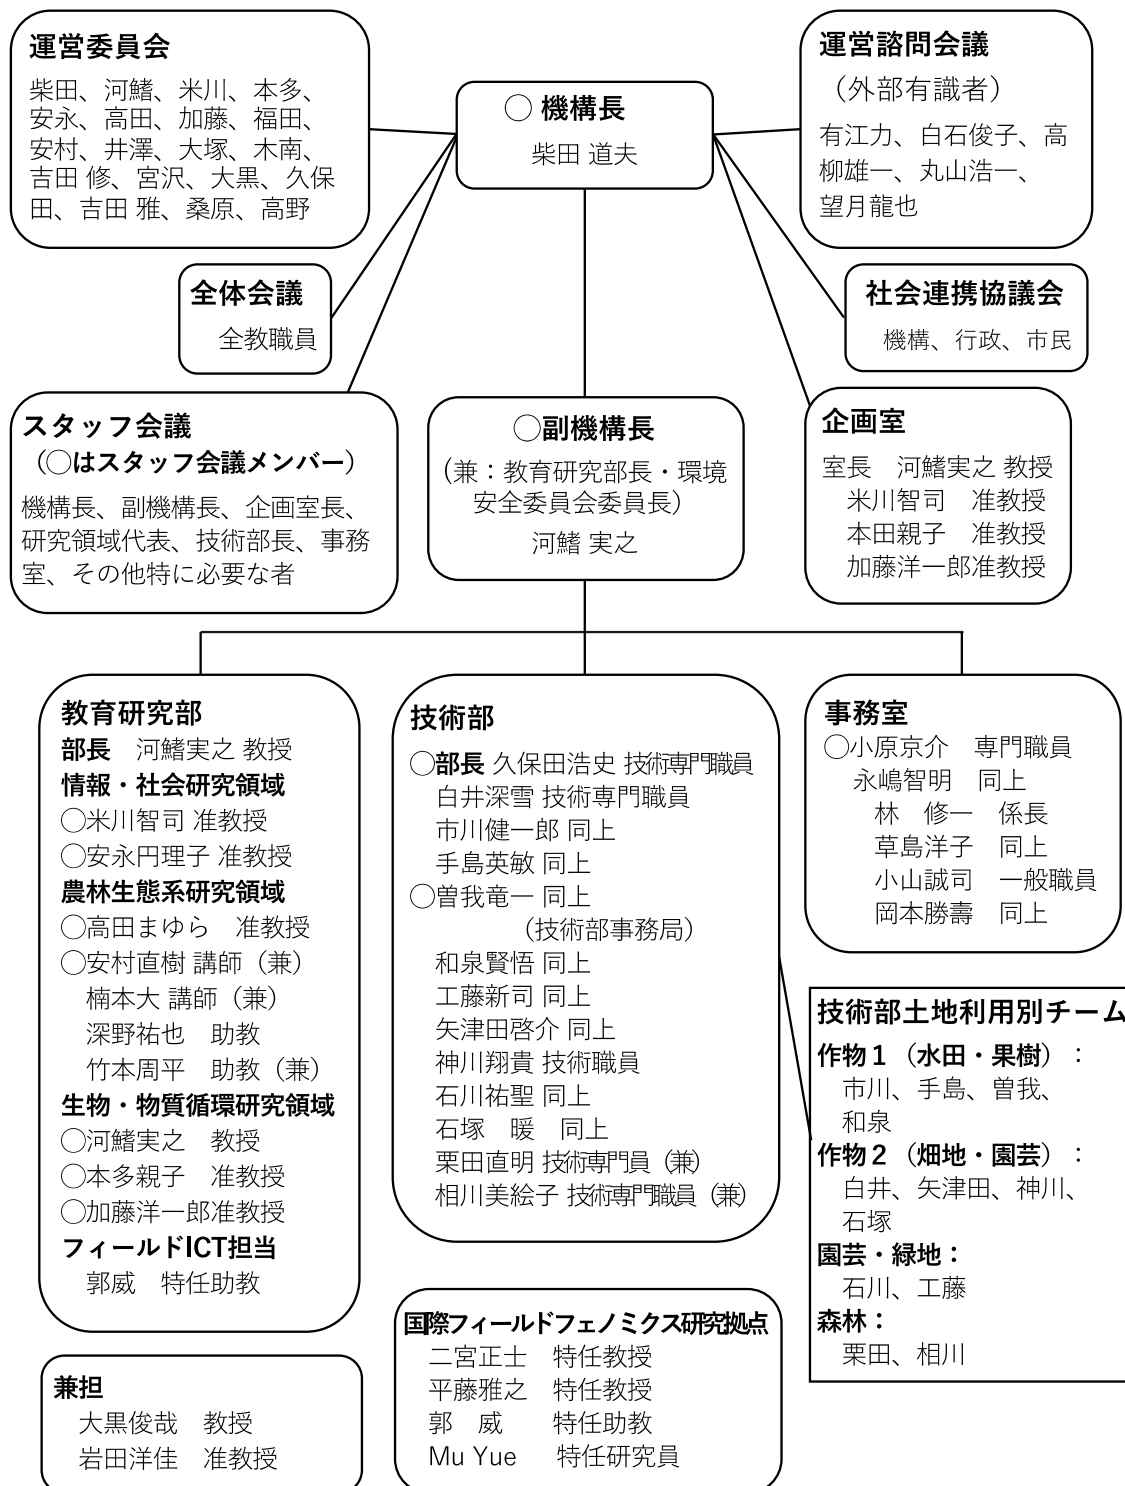 運営委員会
柴田、河鰭、米川、本多、
安永、高田、加藤、福田、
安村、井澤、大塚、木南、
吉田 修、宮沢、大黒、久保
田、吉田 雅、桑原、高野
○ 機構長
柴田 道夫
運営諮問会議
（外部有識者）
有江力、白石俊子、高
柳雄一、丸山浩一、
望月龍也
全体会議
全教職員
社会連携協議会
機構、行政、市民
スタッフ会議
（○はスタッフ会議メンバー）
機構長、副機構長、企画室長、
研究領域代表、技術部長、事務
室、その他特に必要な者
○副機構長
（兼：教育研究部長・環境
安全委員会委員長）
河鰭 実之
企画室
室長　河鰭実之 教授
米川智司　准教授
本田親子　准教授
加藤洋一郎准教授
教育研究部
部長　河鰭実之 教授
情報・社会研究領域
○米川智司 准教授
○安永円理子 准教授
農林生態系研究領域
○高田まゆら　准教授
○安村直樹 講師（兼）
楠本大 講師（兼）
深野祐也　助教
竹本周平　助教（兼）
生物・物質循環研究領域
○河鰭実之　教授
○本多親子　准教授
○加藤洋一郎准教授
フィールドICT担当
郭威　特任助教
技術部
○部長 久保田浩史 技術専門職員
白井深雪 技術専門職員
市川健一郎 同上
手島英敏 同上
○曽我竜一 同上
（技術部事務局）
和泉賢悟 同上
工藤新司 同上
矢津田啓介 同上
神川翔貴 技術職員
石川祐聖 同上
石塚　暖　同上
栗田直明 技術専門員（兼）
相川美絵子 技術専門職員（兼）
事務室
○小原京介　専門職員
永嶋智明　同上
林　修一　係長
草島洋子　同上
小山誠司　一般職員
岡本勝壽　同上
技術部土地利用別チーム
作物１（水田・果樹）：
市川、手島、曽我、
和泉
作物２（畑地・園芸）：
白井、矢津田、神川、
石塚
園芸・緑地：
石川、工藤
森林：
栗田、相川
兼担
大黒俊哉　教授
岩田洋佳　准教授
国際フィールドフェノミクス研究拠点
二宮正士　特任教授
平藤雅之　特任教授
郭　威　　特任助教
Mu Yue　特任研究員